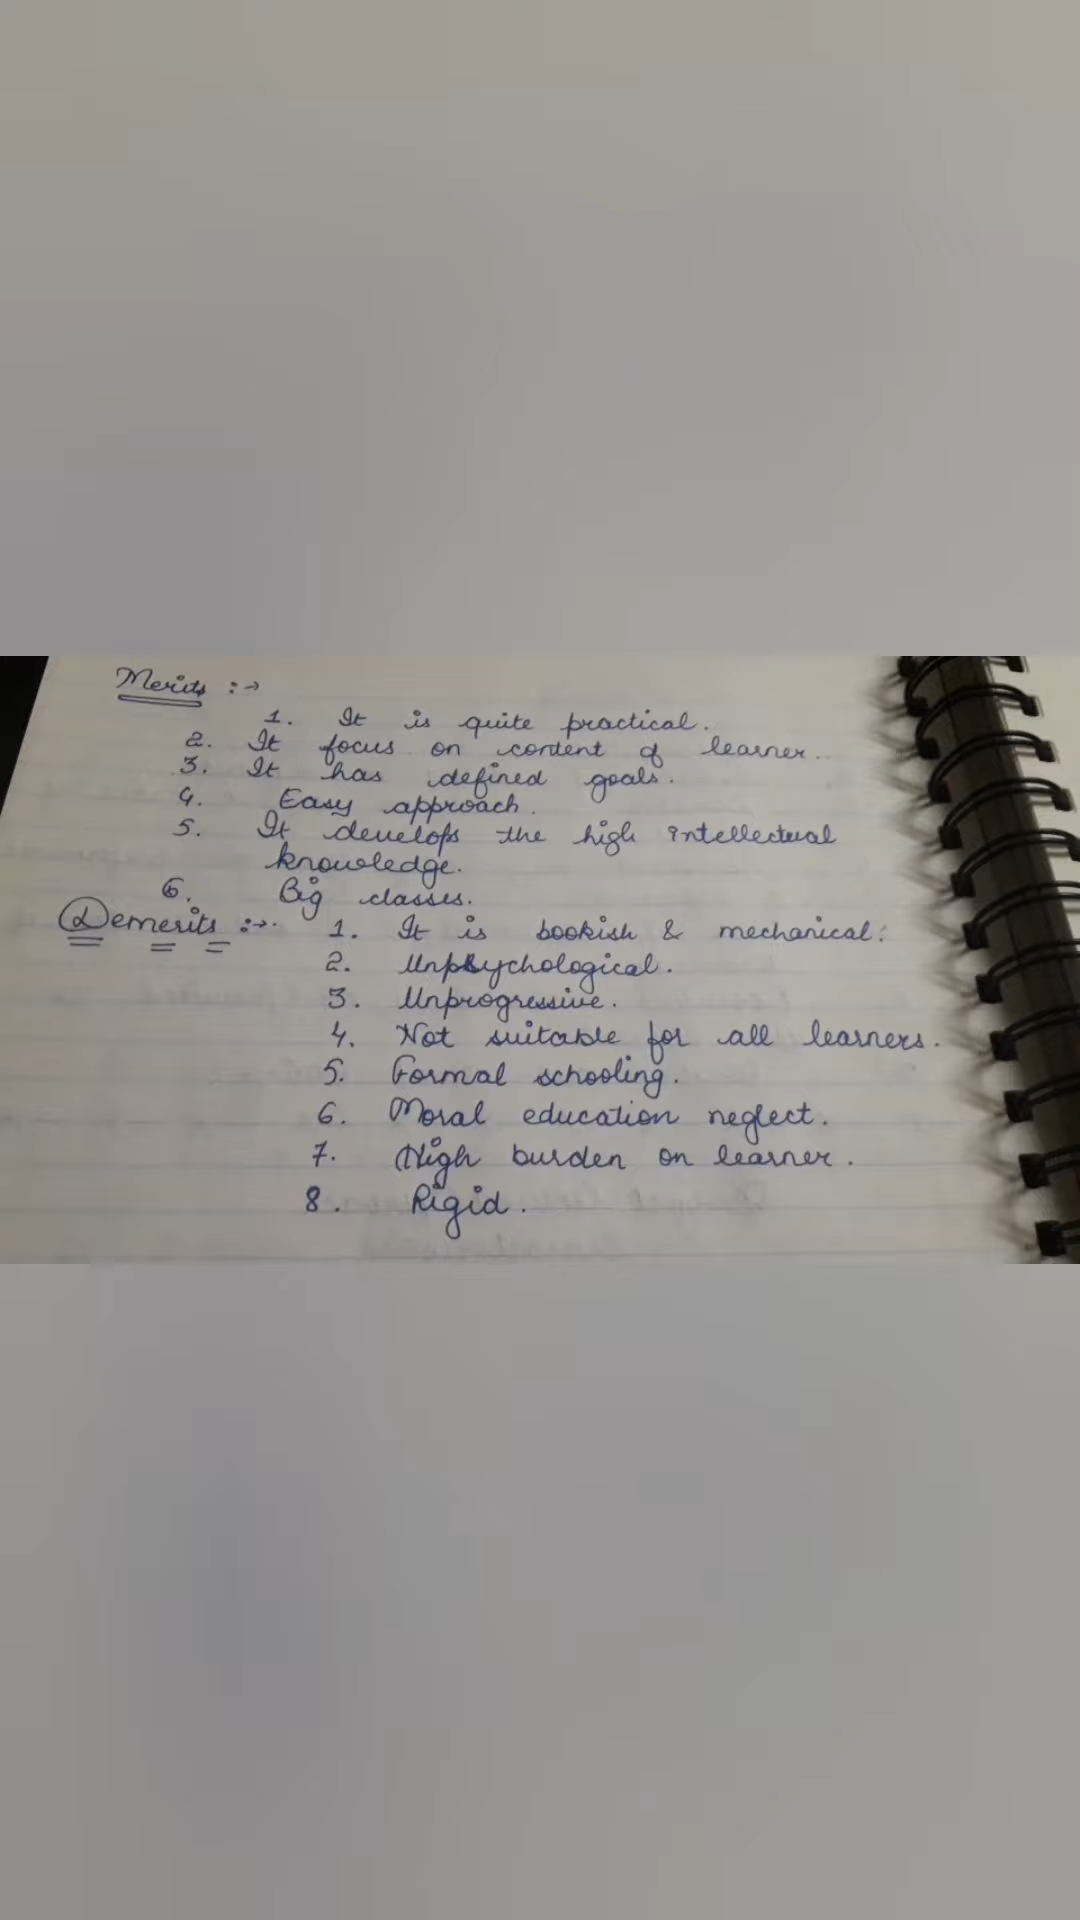 Merits :→
1. It is quite practical.
2. It focus on content of learner.
3. It has defined goals.
4. Easy approach.
5. It develops the high intellectual
knowledge.
6. Big classes.
Demerits :→ 1. It is bookish & mechanical.
2. Unpsychological.
3. Unprogressive.
4. Not suitable for all learners.
5. Formal schooling.
6. Moral education neglect.
7. High burden on learner.
8. Rigid.